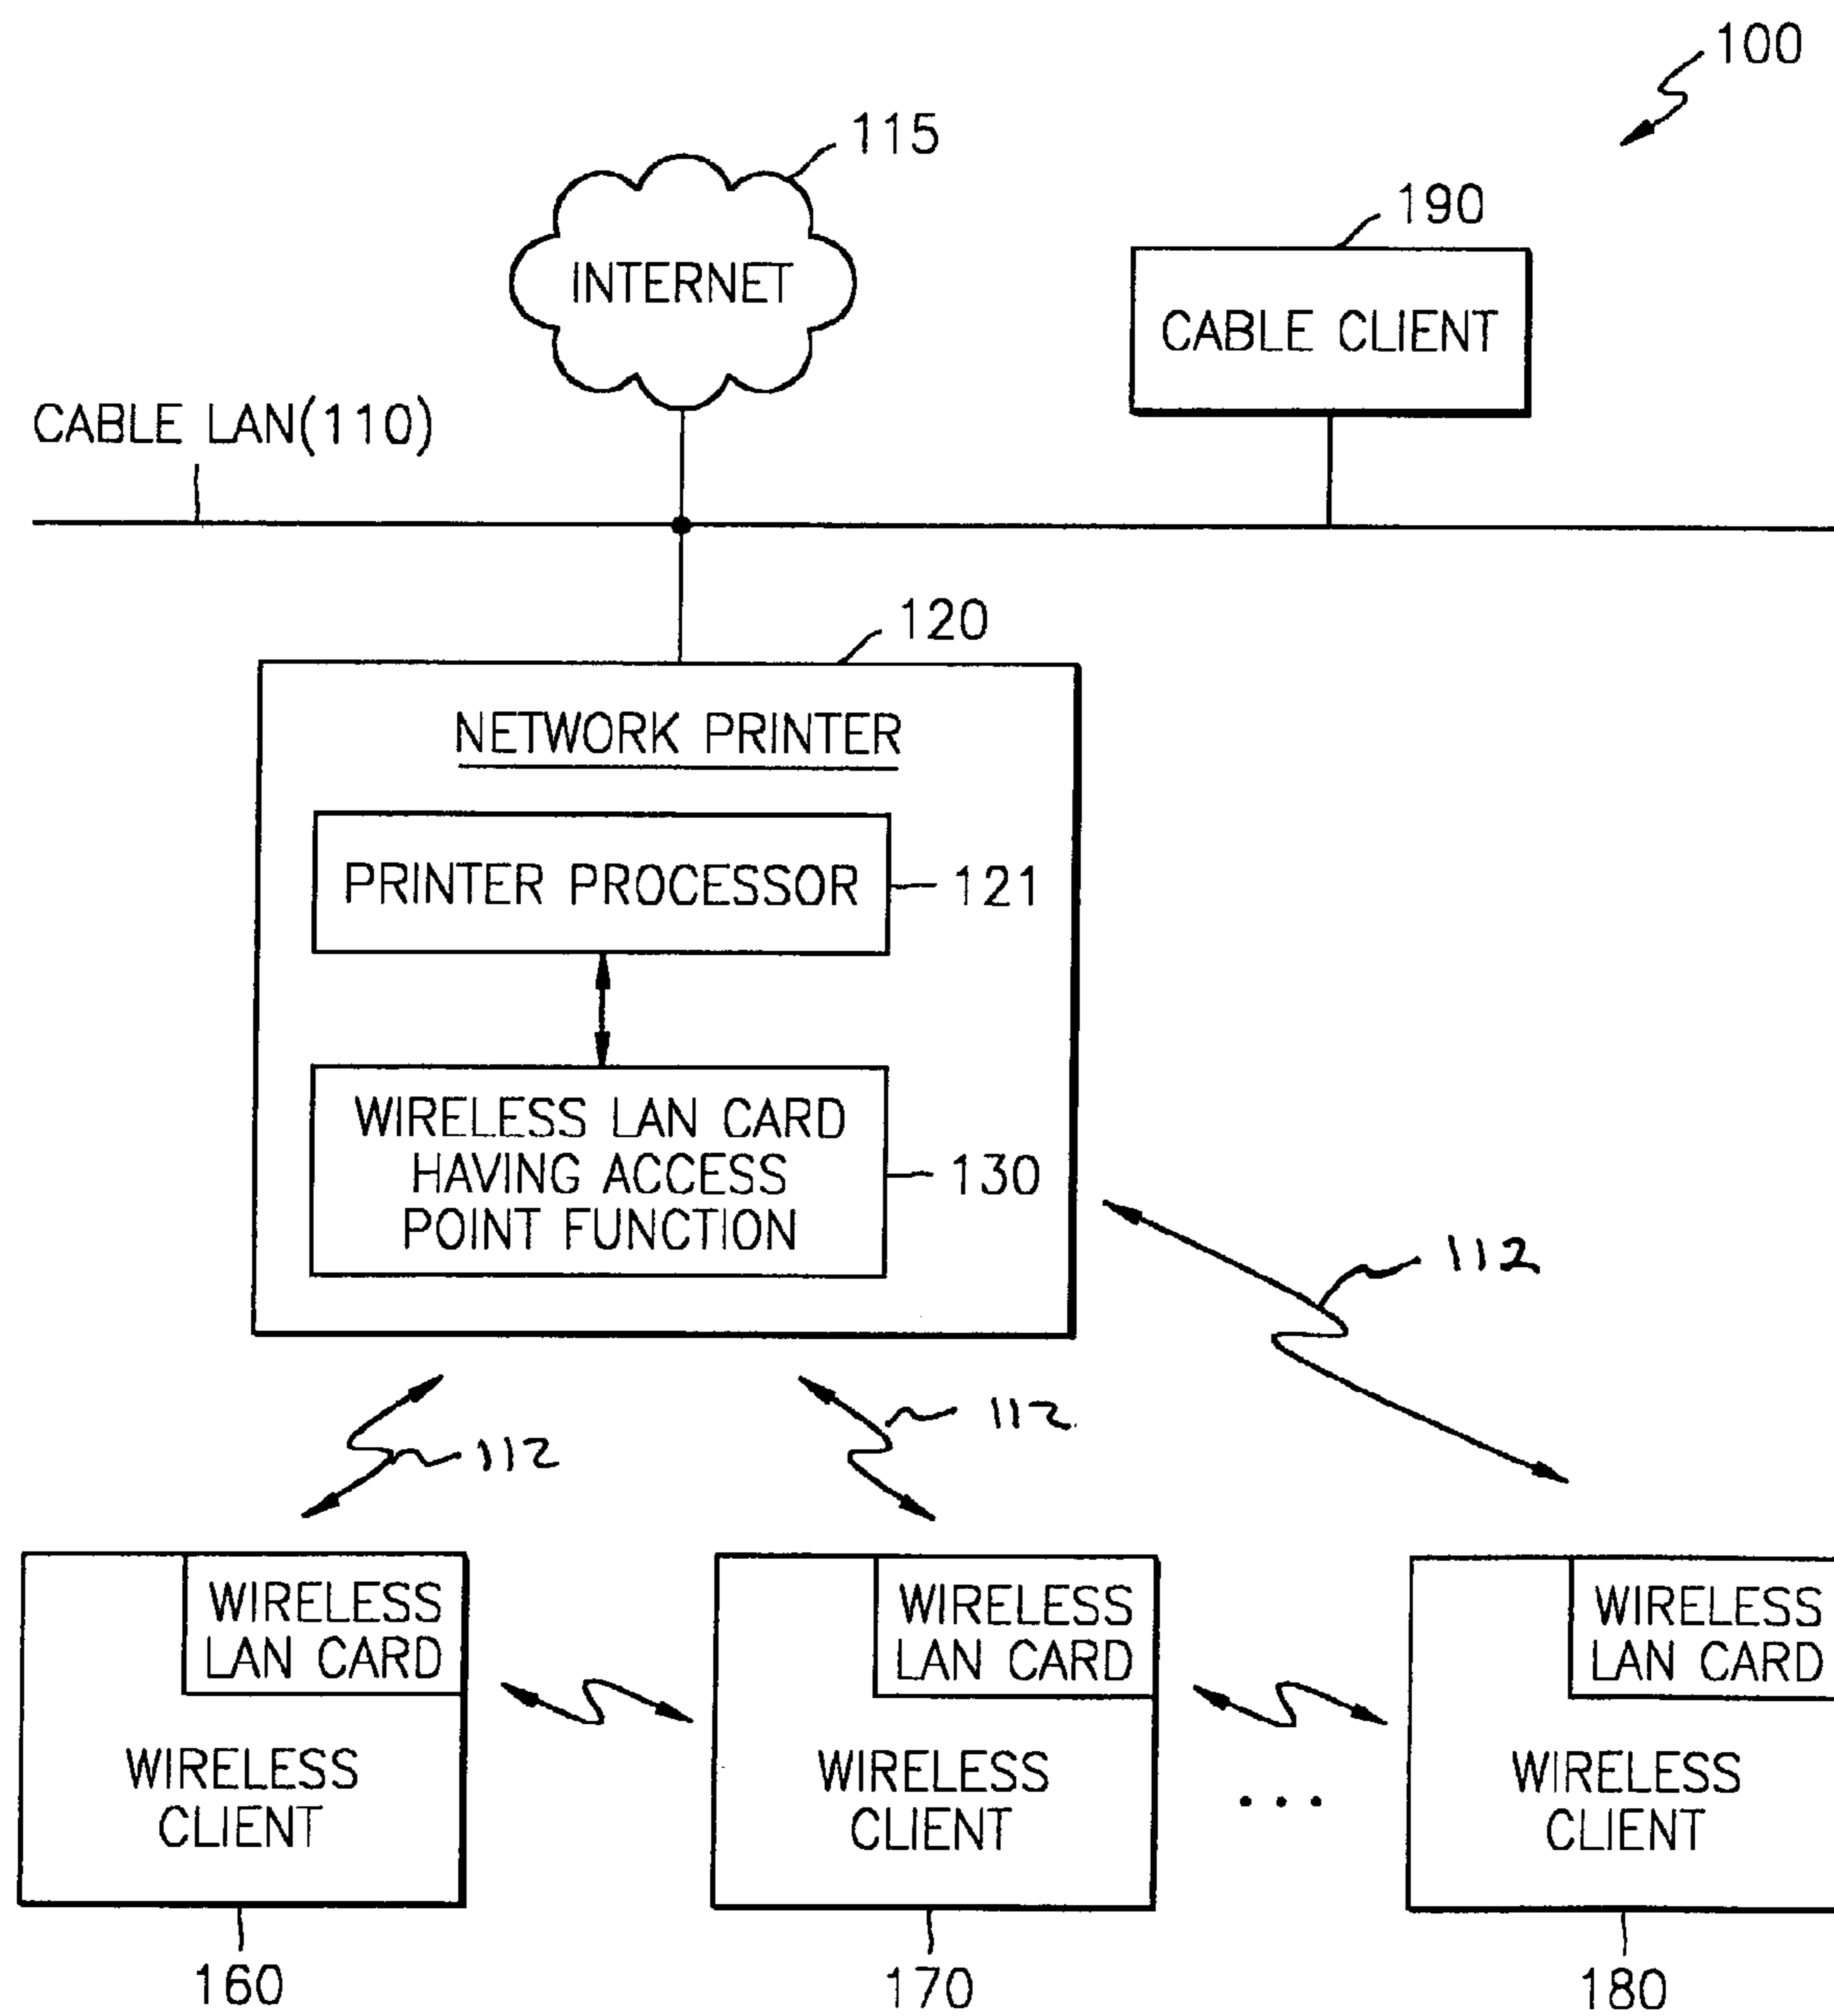 100
115
190
INTERNET
CABLE CLIENT
CABLE LAN(110)
120
NETWORK PRINTER
PRINTER PROCESSOR
121
WIRELESS LAN CARD
HAVING ACCESS
POINT FUNCTION
130
112
112
112
WIRELESS
LAN CARD
WIRELESS
CLIENT
160
WIRELESS
LAN CARD
WIRELESS
CLIENT
170
...
WIRELESS
LAN CARD
WIRELESS
CLIENT
180